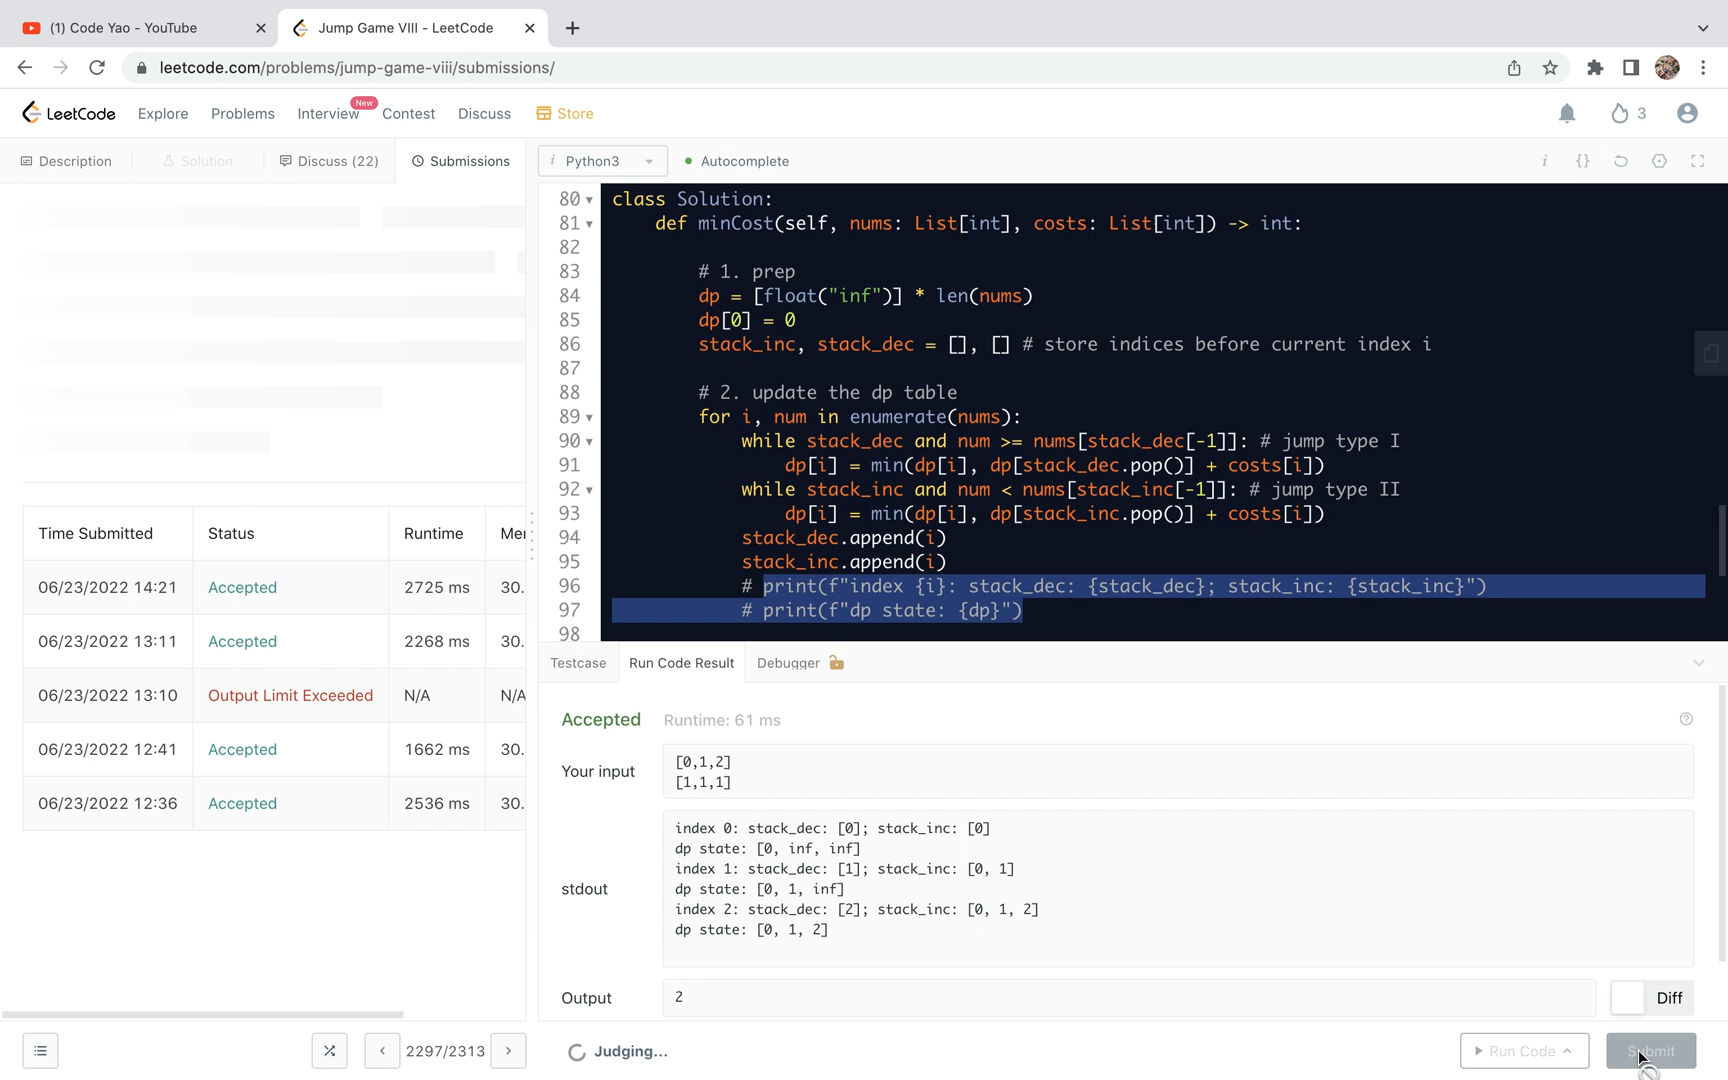 (1) Code Yao - YouTube
Jump Game VIII - LeetCode
leetcode.com/problems/jump-game-viii/submissions/
LeetCode Explore Problems Interview New Contest Discuss Store 3
Description Solution Discuss (22) Submissions
i Python3 Autocomplete
80 class Solution:
81 def minCost(self, nums: List[int], costs: List[int]) -> int:
82
83 # 1. prep
84 dp = [float("inf")] * len(nums)
85 dp[0] = 0
86 stack_inc, stack_dec = [], [] # store indices before current index i
87
88 # 2. update the dp table
89 for i, num in enumerate(nums):
90 while stack_dec and num >= nums[stack_dec[-1]]: # jump type I
91 dp[i] = min(dp[i], dp[stack_dec.pop()] + costs[i])
92 while stack_inc and num < nums[stack_inc[-1]]: # jump type II
93 dp[i] = min(dp[i], dp[stack_inc.pop()] + costs[i])
94 stack_dec.append(i)
95 stack_inc.append(i)
96 # print(f"index {i}: stack_dec: {stack_dec}; stack_inc: {stack_inc}")
97 # print(f"dp state: {dp}")
98
Time Submitted Status Runtime Mer
06/23/2022 14:21 Accepted 2725 ms 30.
06/23/2022 13:11 Accepted 2268 ms 30.
06/23/2022 13:10 Output Limit Exceeded N/A N/A
06/23/2022 12:41 Accepted 1662 ms 30.
06/23/2022 12:36 Accepted 2536 ms 30.
Testcase Run Code Result Debugger
Accepted Runtime: 61 ms
Your input
[0,1,2]
[1,1,1]
stdout
index 0: stack_dec: [0]; stack_inc: [0]
dp state: [0, inf, inf]
index 1: stack_dec: [1]; stack_inc: [0, 1]
dp state: [0, 1, inf]
index 2: stack_dec: [2]; stack_inc: [0, 1, 2]
dp state: [0, 1, 2]
Output 2 Diff
2297/2313
Judging...
Run Code
Submit